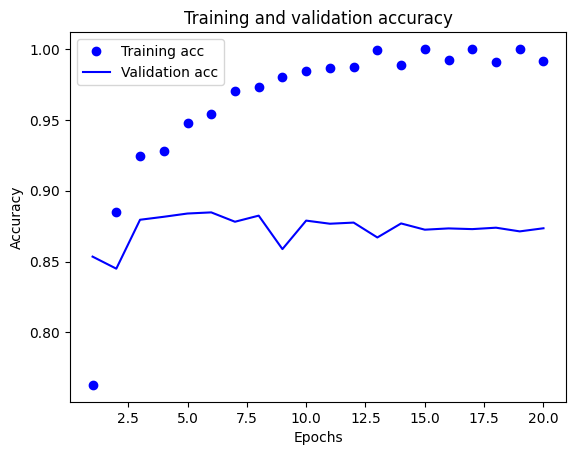 Training and validation accuracy
Training acc
Validation acc
1.00
0.95
0.90
0.85
0.80
Accuracy
2.5 5.0 7.5 10.0 12.5 15.0 17.5 20.0
Epochs